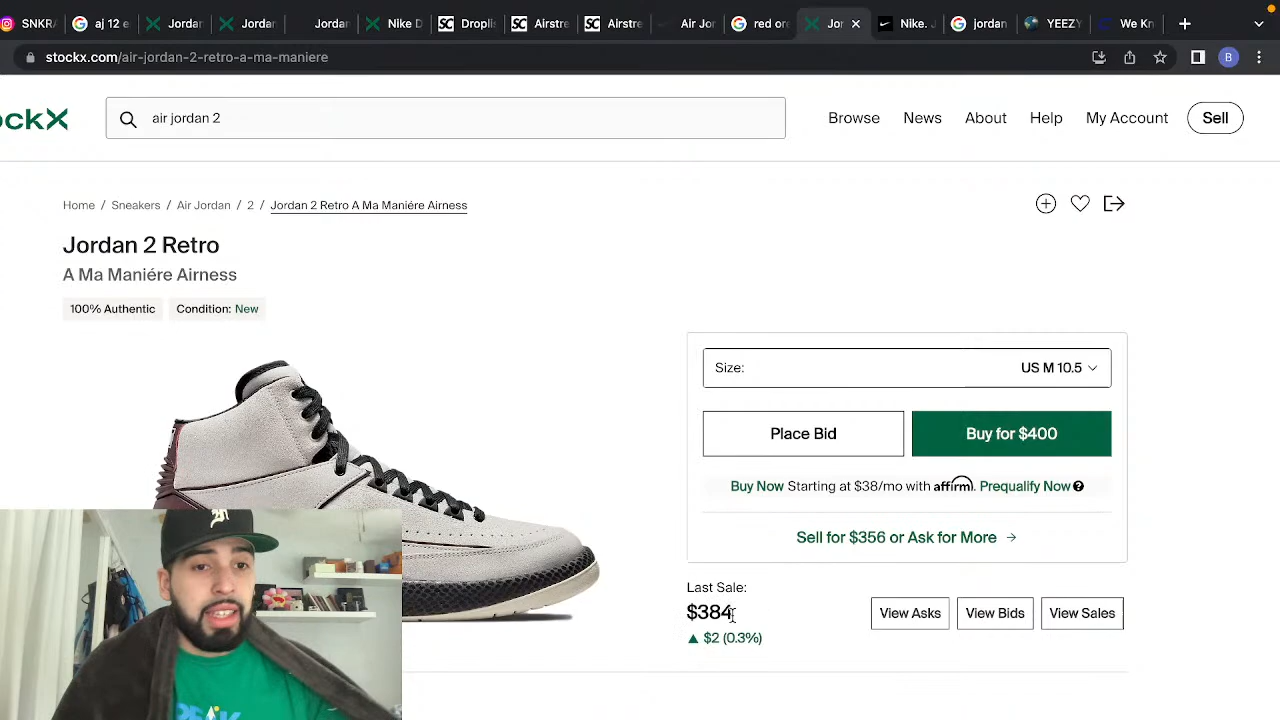 SNKRA
aj 12 e
Jordan
Jordan
Jordan
Nike D
Droplis
Airstre
Airstre
Air Jor
red ore
Jor
Nike. J
jordan
YEEZY
We Kn
stockx.com/air-jordan-2-retro-a-ma-maniere
B
ockX
air jordan 2
Browse News About Help My Account Sell
Home / Sneakers / Air Jordan / 2 / Jordan 2 Retro A Ma Maniére Airness
Jordan 2 Retro
A Ma Maniére Airness
100% Authentic Condition: New
Size: US M 10.5
Place Bid Buy for $400
Buy Now Starting at $38/mo with affirm. Prequalify Now
Sell for $356 or Ask for More →
Last Sale:
$384
▲ $2 (0.3%)
View Asks View Bids View Sales